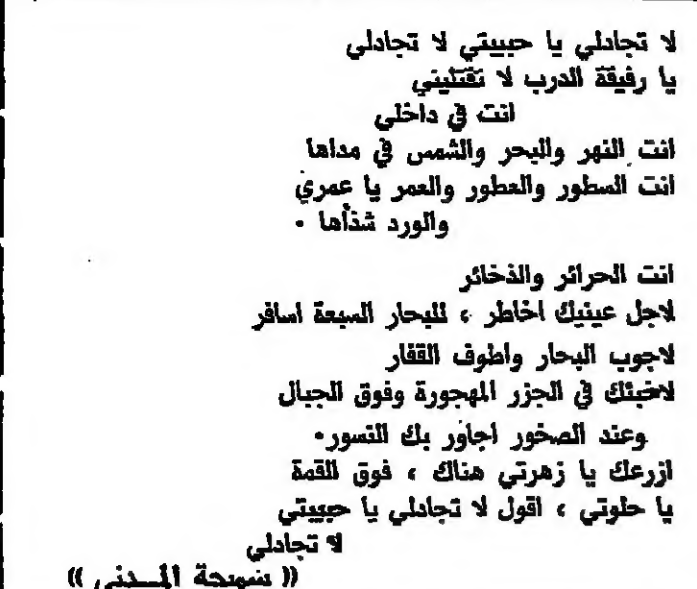 لا تجادلي يا حبيبتي لا تجادلي
يا رفيقة الدرب لا تقتليني
انت في داخلي
انت النهر والبحر والشمس في مداها
انت السطور والعطور والعمر يا عمري
والورد شذأها .
انت الحرائر والذخائر
لاجل عينيك اخاطر ، للبحار السبعة اسافر
لاجوب البحار واطوف القفار
لاخبئك في الجزر المهجورة وفوق الجبال
وعند الصخور اجاور بك النسور.
ازرعك يا زهرتي هناك ، فوق القمة
يا حلوتي ، اقول لا تجادلي يا حبيبتي
لا تجادلي
(( سميحة المــدني ))